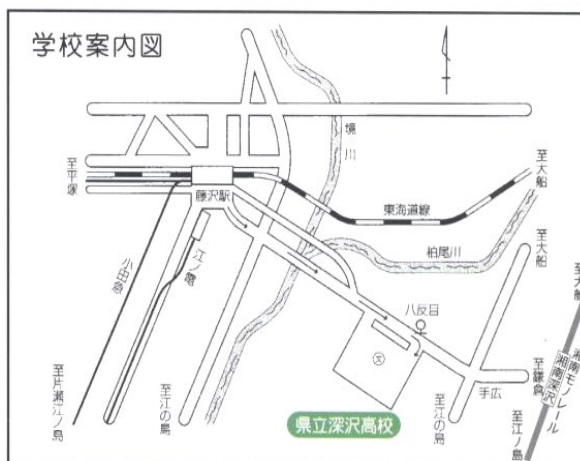 学校案内図
境川
至大船
至平塚
藤沢駅
東海道線
至大船
柏尾川
江ノ電
小田急
至大船
八反目
湘南モノレール
湘南深沢
至鎌倉
手広
至片瀬江ノ島
至江の島
至江の島
至江ノ島
県立深沢高校